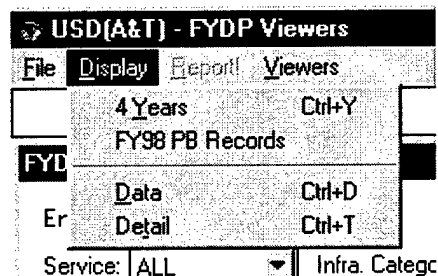 USD(A&T) - FYDP Viewers
File Display Report! Viewers
4 Years Ctrl+Y
FY98 PB Records
FYD
Data Ctrl+D
Er
Detail Ctrl+T
Service: ALL Infra. Catego